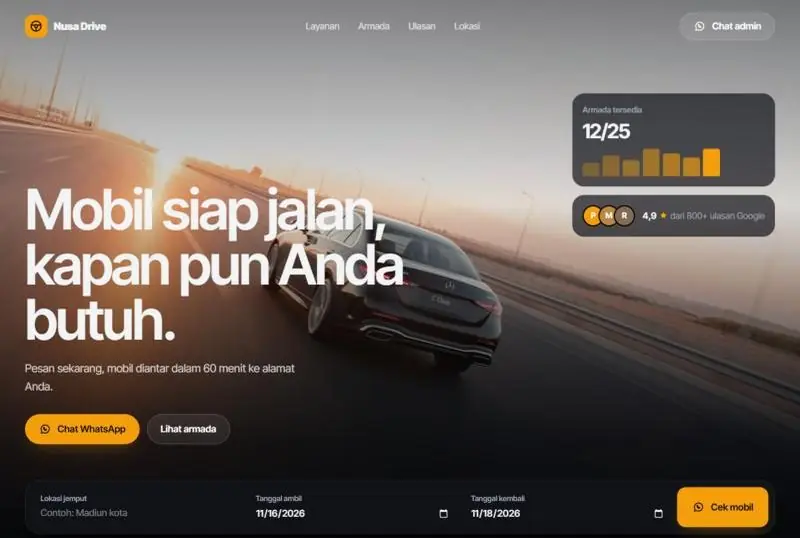 Nusa Drive
Layanan
Armada
Ulasan
Lokasi
Chat admin
Armada tersedia
12/25
P M R 4,9 ★ dari 800+ ulasan Google
Mobil siap jalan,
kapan pun Anda
butuh.
Pesan sekarang, mobil diantar dalam 60 menit ke alamat
Anda.
Chat WhatsApp
Lihat armada
Lokasi jemput
Contoh: Madiun kota
Tanggal ambil
11/16/2026
Tanggal kembali
11/18/2026
Cek mobil